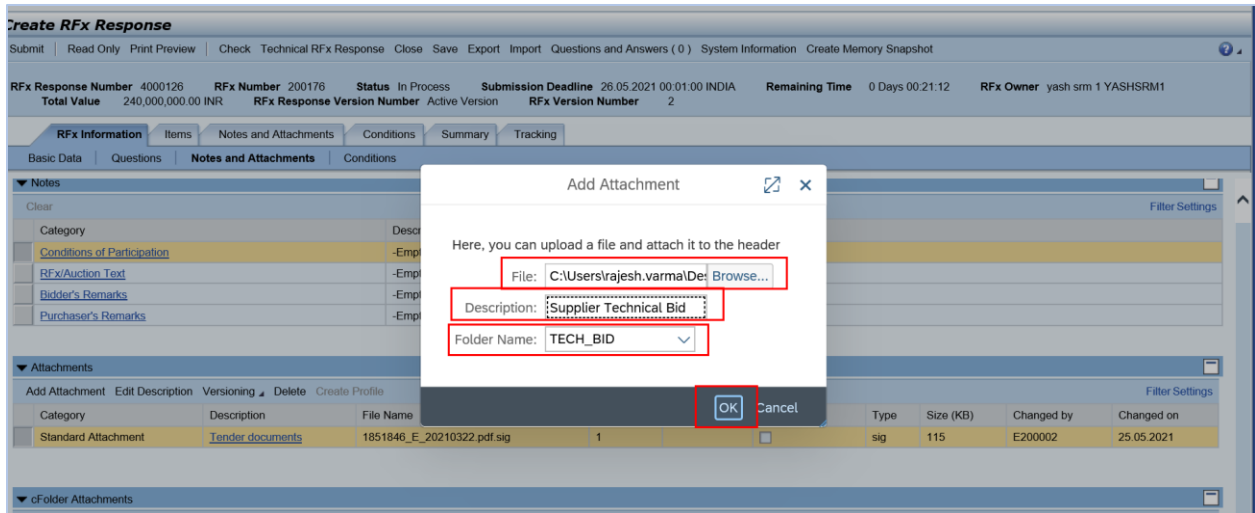 Create RFx Response
Submit Read Only Print Preview Check Technical RFx Response Close Save Export Import Questions and Answers ( 0 ) System Information Create Memory Snapshot
RFx Response Number 4000126 RFx Number 200176 Status In Process Submission Deadline 26.05.2021 00:01:00 INDIA Remaining Time 0 Days 00:21:12 RFx Owner yash srm 1 YASHSRM1
Total Value 240,000,000.00 INR RFx Response Version Number Active Version RFx Version Number 2
RFx Information Items Notes and Attachments Conditions Summary Tracking
Basic Data Questions Notes and Attachments Conditions
Notes
Clear Filter Settings
Category Descr
Conditions of Participation -Empt
RFx/Auction Text -Empt
Bidder's Remarks -Empt
Purchaser's Remarks -Empt
Add Attachment
Here, you can upload a file and attach it to the header
File: C:\Users\rajesh.varma\De Browse...
Description: Supplier Technical Bid
Folder Name: TECH_BID
OK Cancel
Attachments
Add Attachment Edit Description Versioning Delete Create Profile Filter Settings
Category Description File Name Type Size (KB) Changed by Changed on
Standard Attachment Tender documents 1851846_E_20210322.pdf.sig 1 sig 115 E200002 25.05.2021
cFolder Attachments